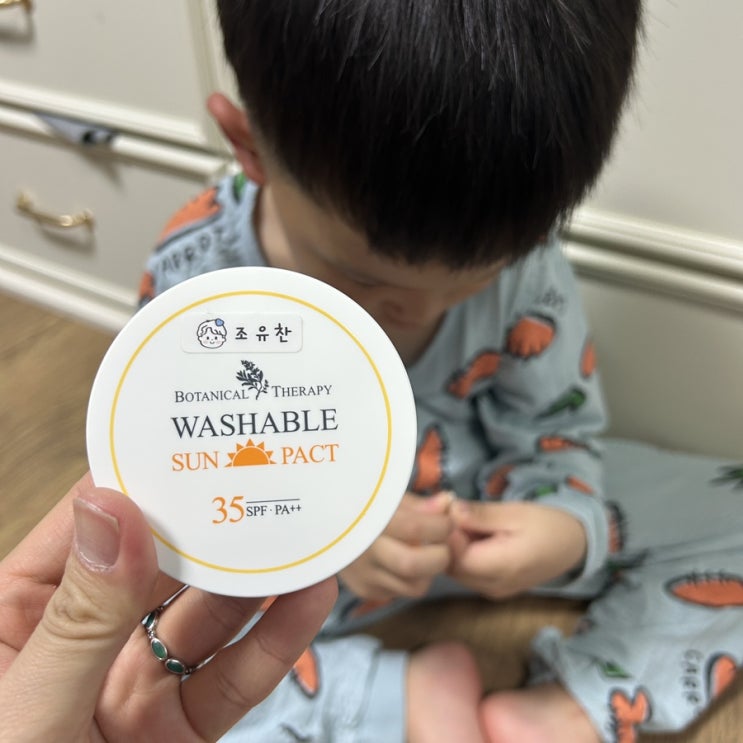 조유찬
BOTANICAL THERAPY
WASHABLE
SUN PACT
35 SPF · PA++